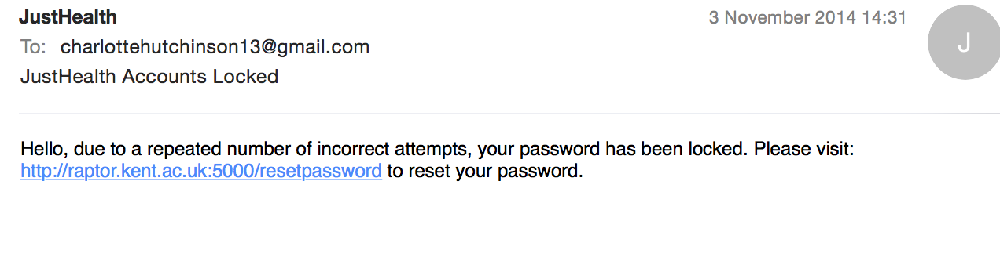 JustHealth 3 November 2014 14:31
J
To: charlottehutchinson13@gmail.com
JustHealth Accounts Locked
Hello, due to a repeated number of incorrect attempts, your password has been locked. Please visit:
http://raptor.kent.ac.uk:5000/resetpassword to reset your password.